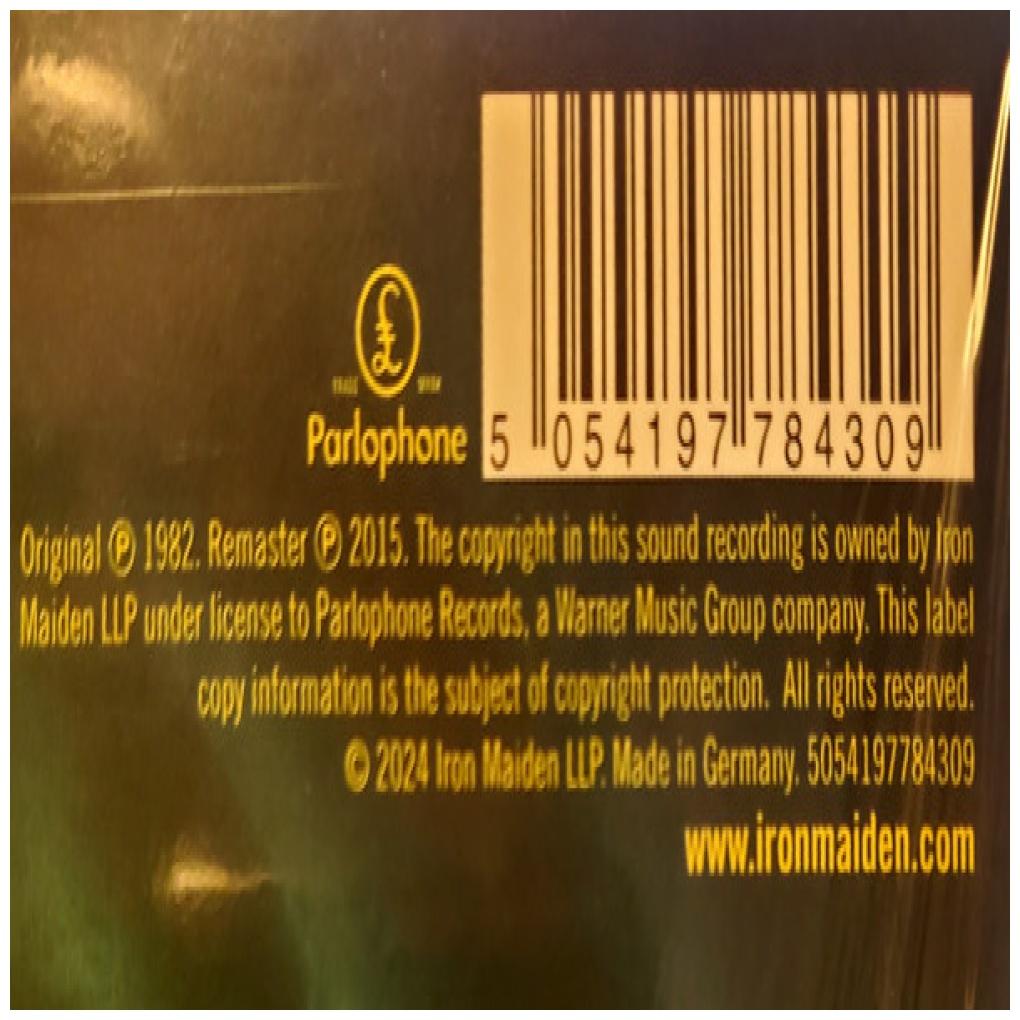 £
Parlophone
5 054197 784309
Original ℗ 1982. Remaster ℗ 2015. The copyright in this sound recording is owned by Iron
Maiden LLP under license to Parlophone Records, a Warner Music Group company. This label
copy information is the subject of copyright protection. All rights reserved.
© 2024 Iron Maiden LLP. Made in Germany. 5054197784309
www.ironmaiden.com